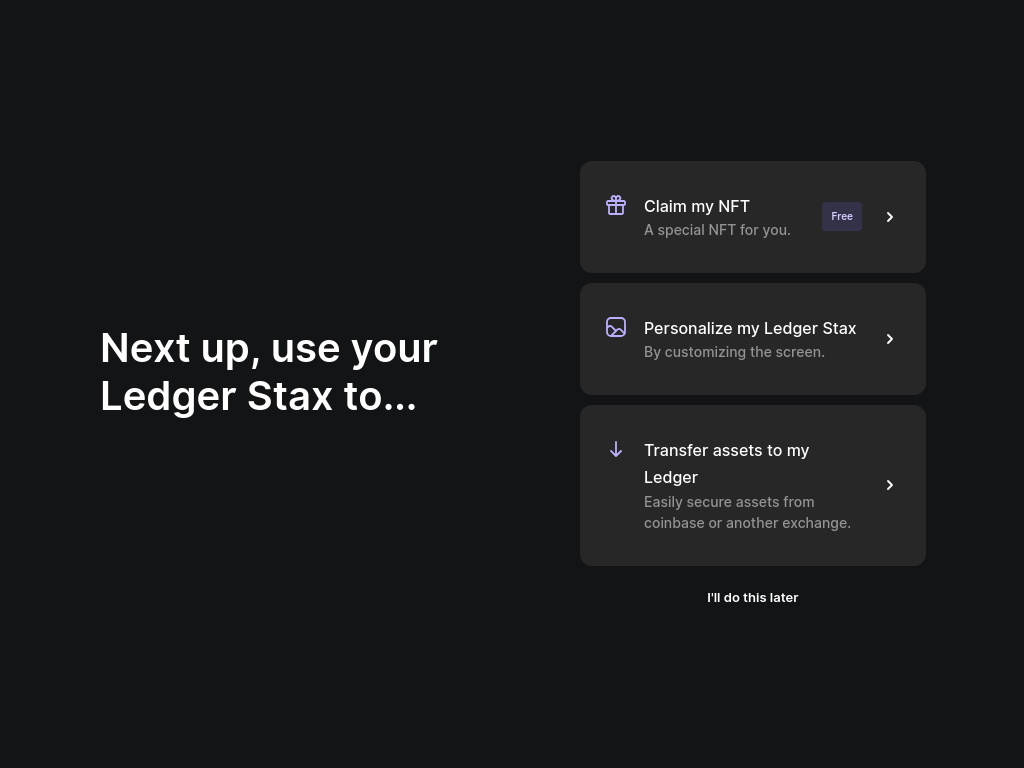 Next up, use your
Ledger Stax to...
Claim my NFT
A special NFT for you.
Free
Personalize my Ledger Stax
By customizing the screen.
Transfer assets to my
Ledger
Easily secure assets from
coinbase or another exchange.
I'll do this later